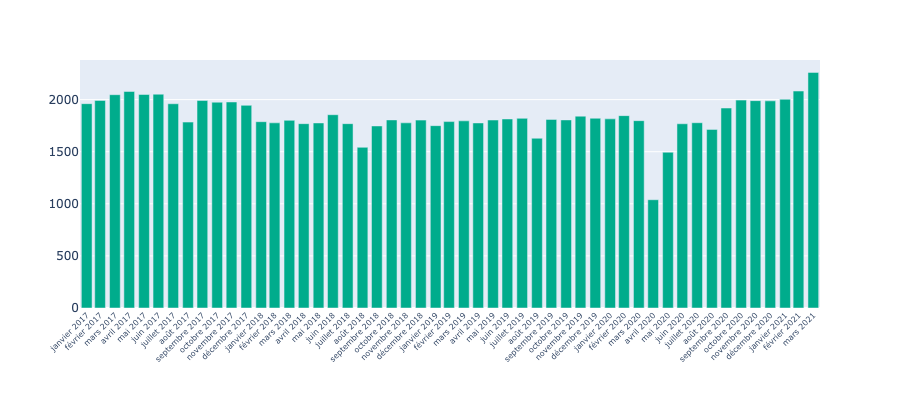 2000
1500
1000
500
0
janvier 2017
février 2017
mars 2017
avril 2017
mai 2017
juin 2017
juillet 2017
août 2017
septembre 2017
octobre 2017
novembre 2017
décembre 2017
janvier 2018
février 2018
mars 2018
avril 2018
mai 2018
juin 2018
juillet 2018
août 2018
septembre 2018
octobre 2018
novembre 2018
décembre 2018
janvier 2019
février 2019
mars 2019
avril 2019
mai 2019
juin 2019
juillet 2019
août 2019
septembre 2019
octobre 2019
novembre 2019
décembre 2019
janvier 2020
février 2020
mars 2020
avril 2020
mai 2020
juin 2020
juillet 2020
août 2020
septembre 2020
octobre 2020
novembre 2020
décembre 2020
janvier 2021
février 2021
mars 2021